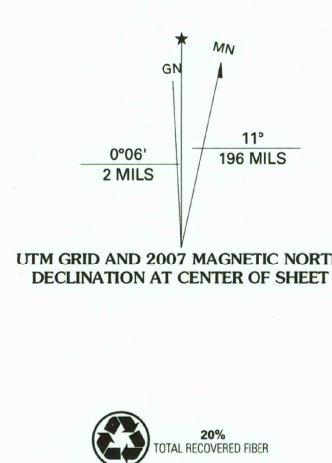 MN
GN
11°
196 MILS
0°06'
2 MILS
UTM GRID AND 2007 MAGNETIC NORT
DECLINATION AT CENTER OF SHEET
20%
TOTAL RECOVERED FIBER